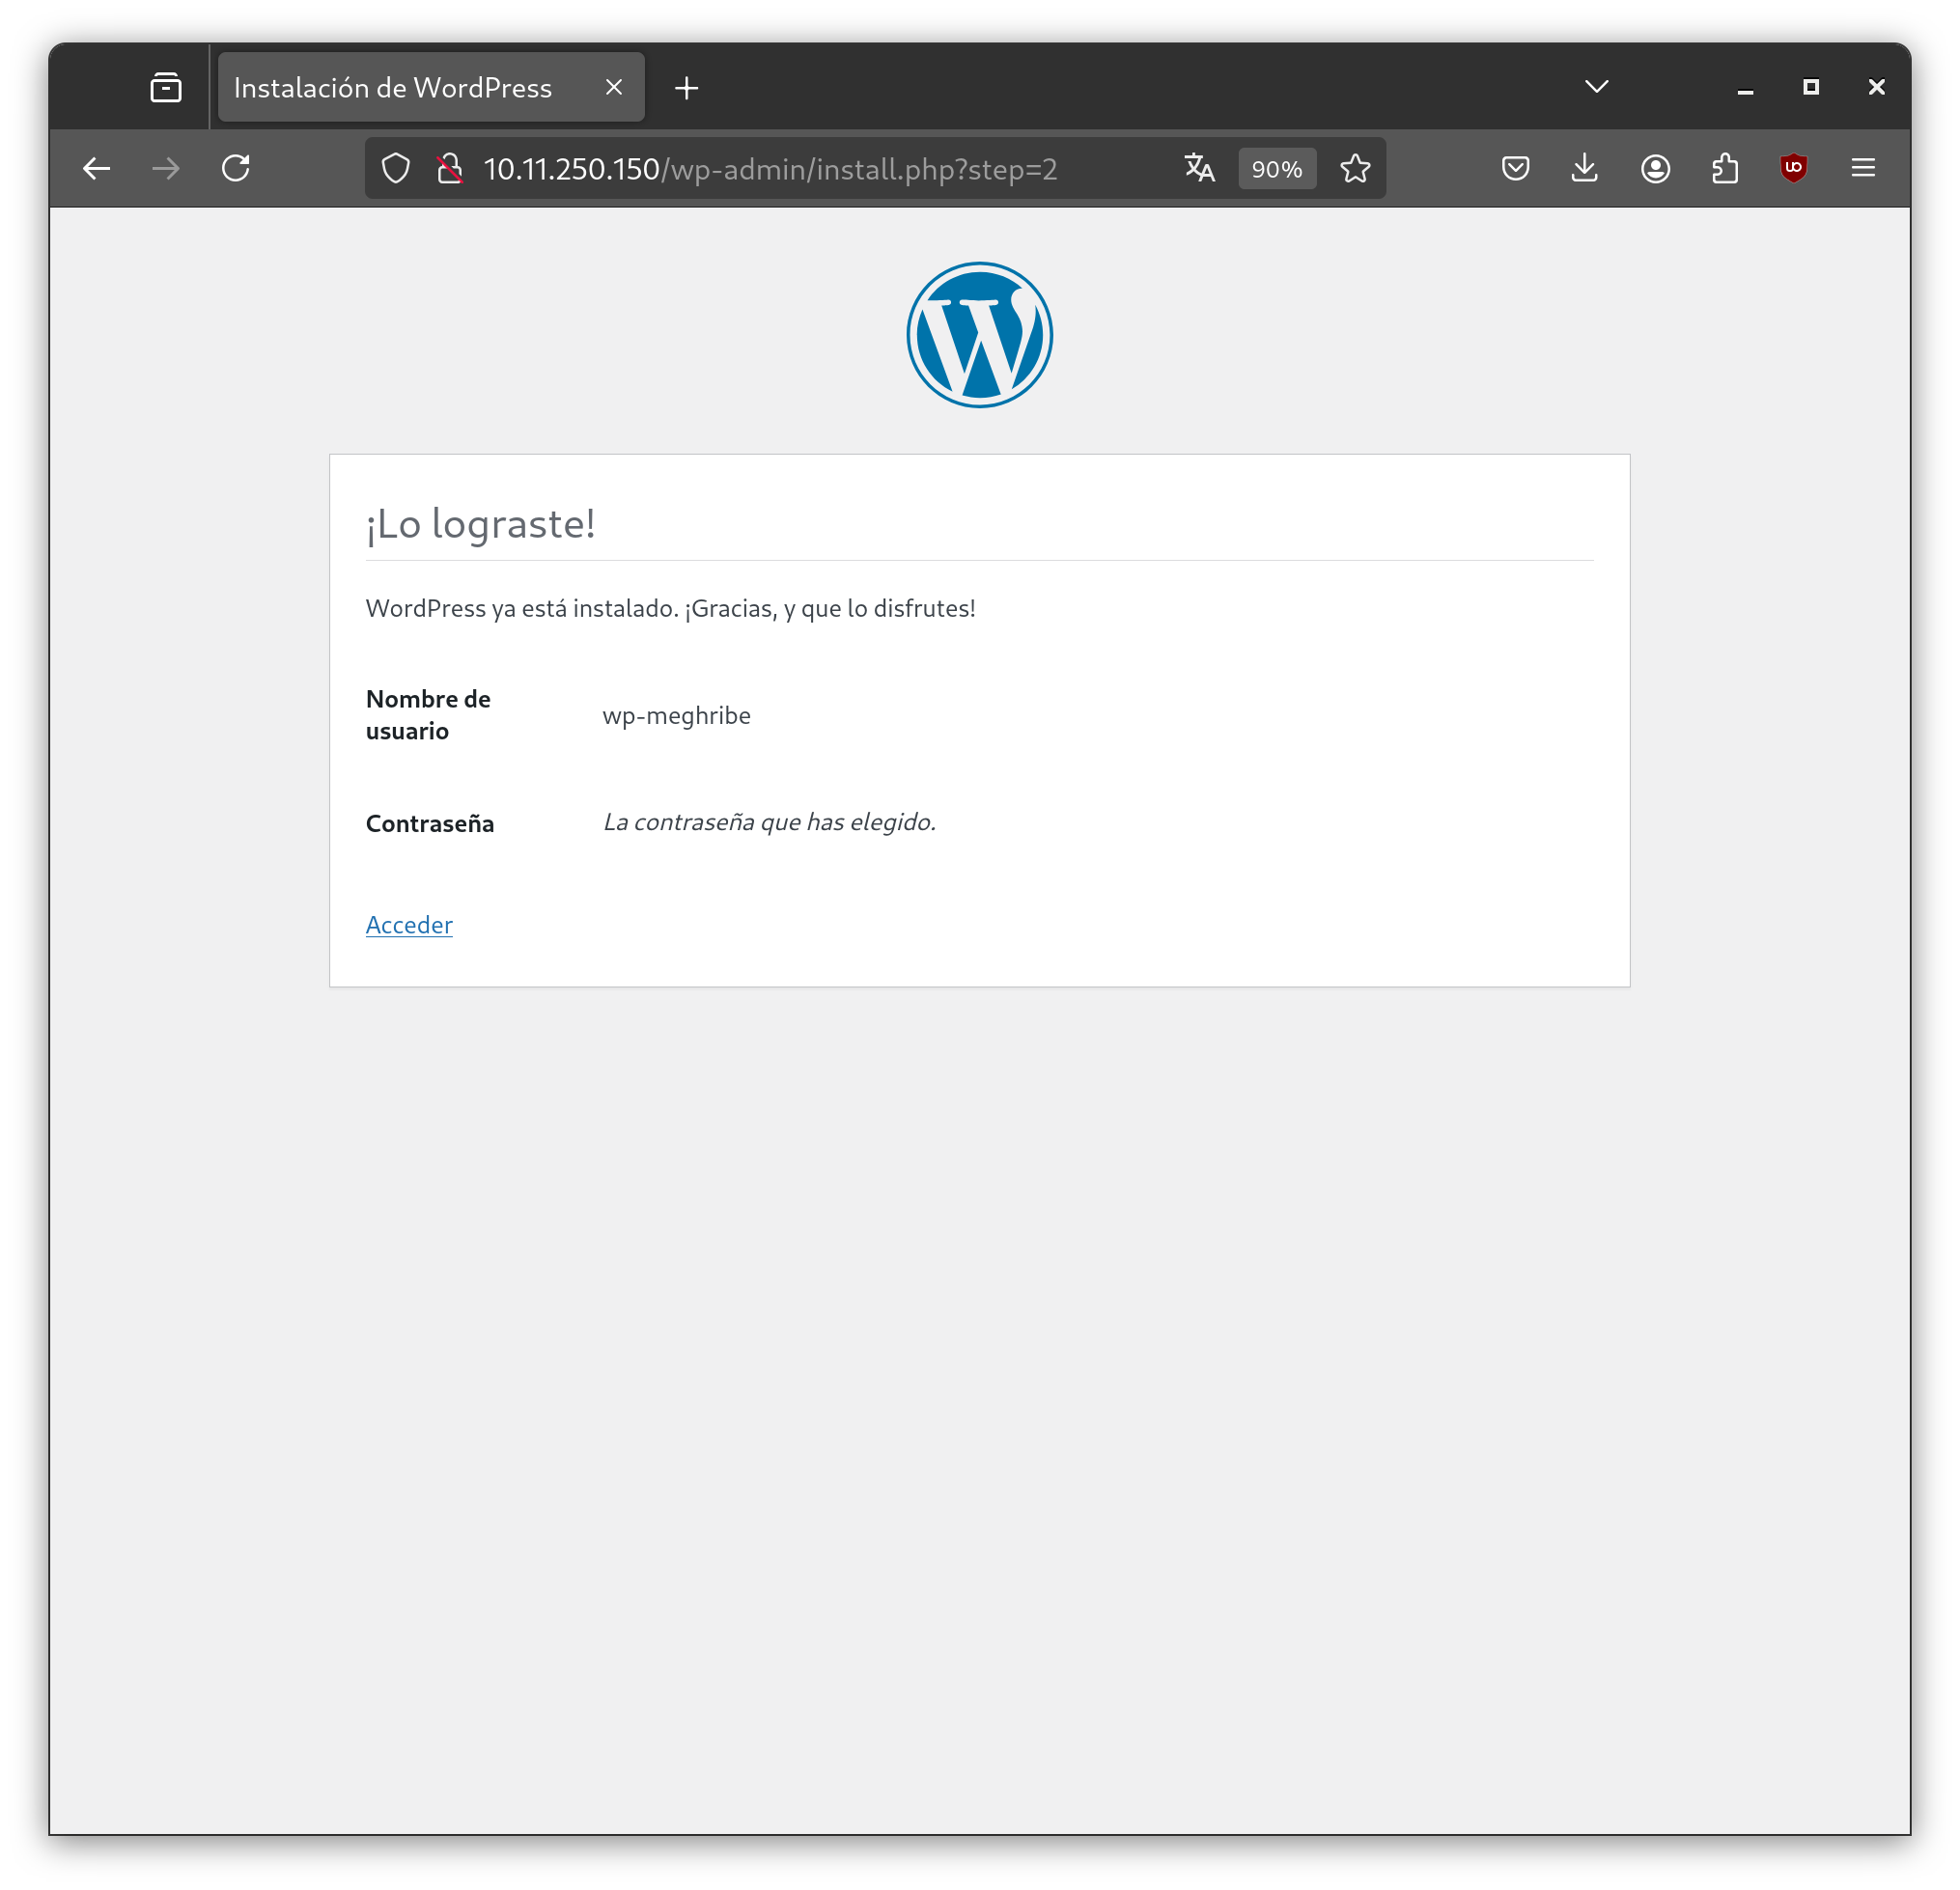 Instalación de WordPress
10.11.250.150/wp-admin/install.php?step=2
90%
¡Lo lograste!
WordPress ya está instalado. ¡Gracias, y que lo disfrutes!
Nombre de
usuario
wp-meghribe
Contraseña
La contraseña que has elegido.
Acceder